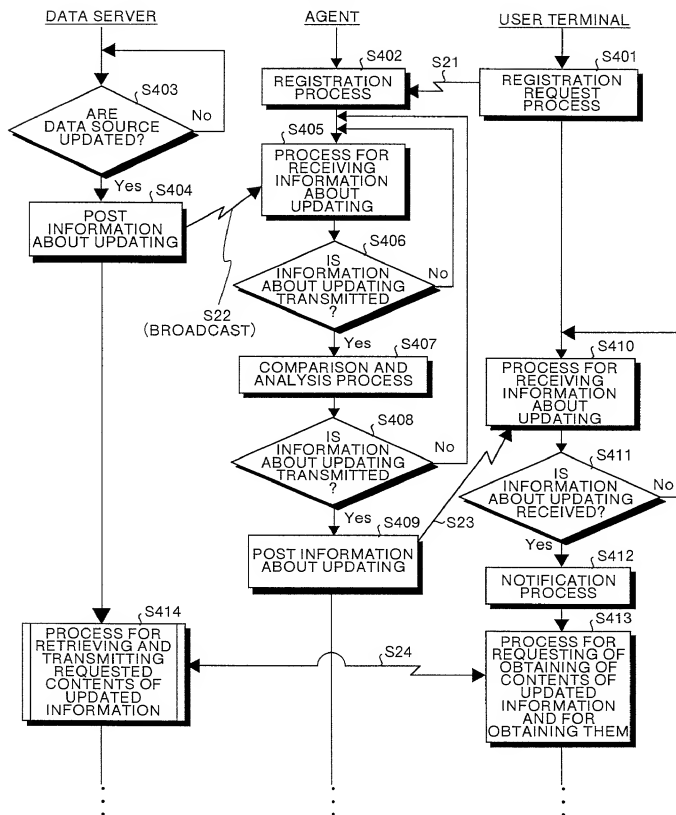 DATA SERVER
AGENT
USER TERMINAL
S402
REGISTRATION
PROCESS
S21
S401
REGISTRATION
REQUEST
PROCESS
S403
ARE
DATA SOURCE
UPDATED?
No
Yes
S404
POST
INFORMATION
ABOUT UPDATING
S405
PROCESS FOR
RECEIVING
INFORMATION
ABOUT
UPDATING
S22
(BROADCAST)
S406
IS
INFORMATION
ABOUT UPDATING
TRANSMITTED
?
No
Yes
S407
COMPARISON AND
ANALYSIS PROCESS
S408
IS
INFORMATION
ABOUT UPDATING
TRANSMITTED
?
No
Yes
S409
POST INFORMATION
ABOUT UPDATING
S23
S410
PROCESS FOR
RECEIVING
INFORMATION
ABOUT
UPDATING
S411
IS
INFORMATION
ABOUT UPDATING
RECEIVED?
No
Yes
S412
NOTIFICATION
PROCESS
S414
PROCESS FOR
RETRIEVING AND
TRANSMITTING
REQUESTED
CONTENTS OF
UPDATED
INFORMATION
S24
S413
PROCESS FOR
REQUESTING OF
OBTAINING OF
CONTENTS OF
UPDATED
INFORMATION
AND FOR
OBTAINING THEM